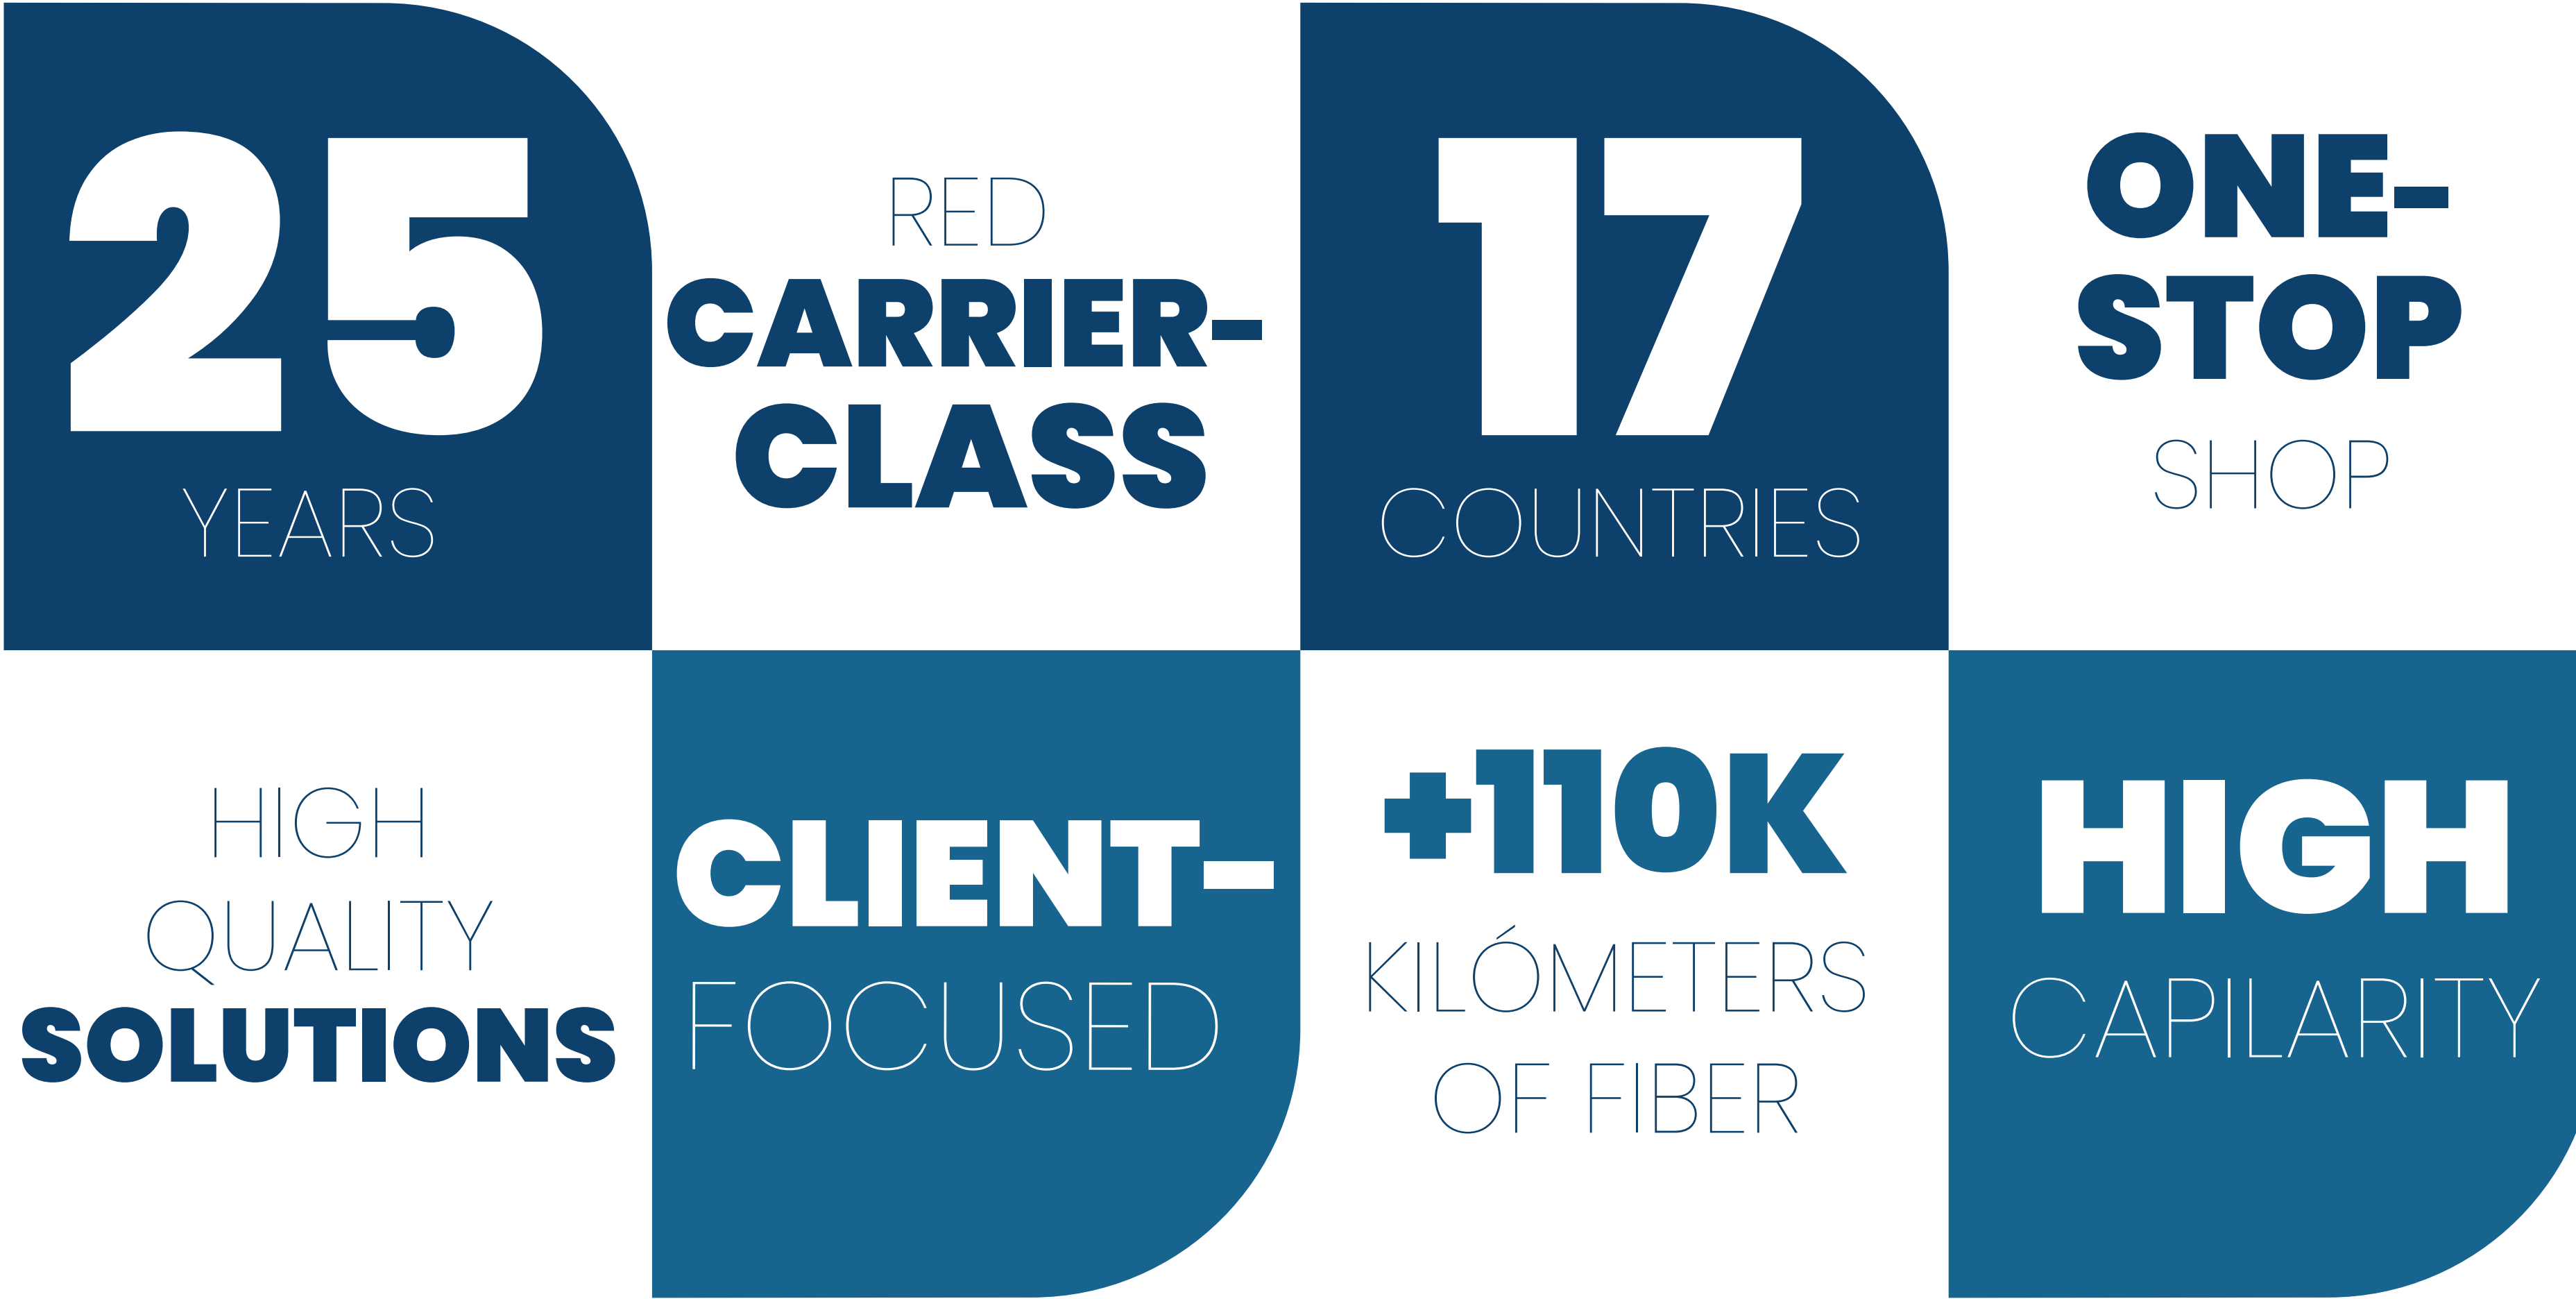 25
YEARS
RED
CARRIER-
CLASS
17
COUNTRIES
ONE-
STOP
SHOP
HIGH
QUALITY
SOLUTIONS
CLIENT-
FOCUSED
+110K
KILÓMETERS
OF FIBER
HIGH
CAPILARITY